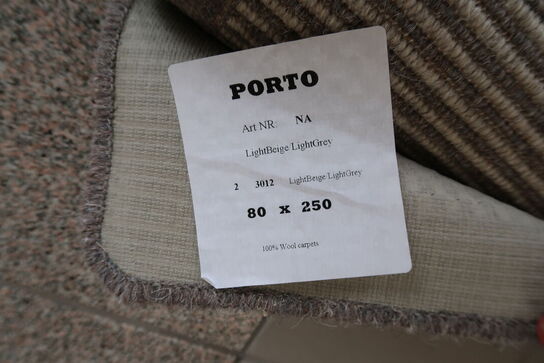 PORTO
Art NR: NA
LightBeige LightGrey
2 3012 LightBeige LightGrey
80 x 250
100% Wool carpets